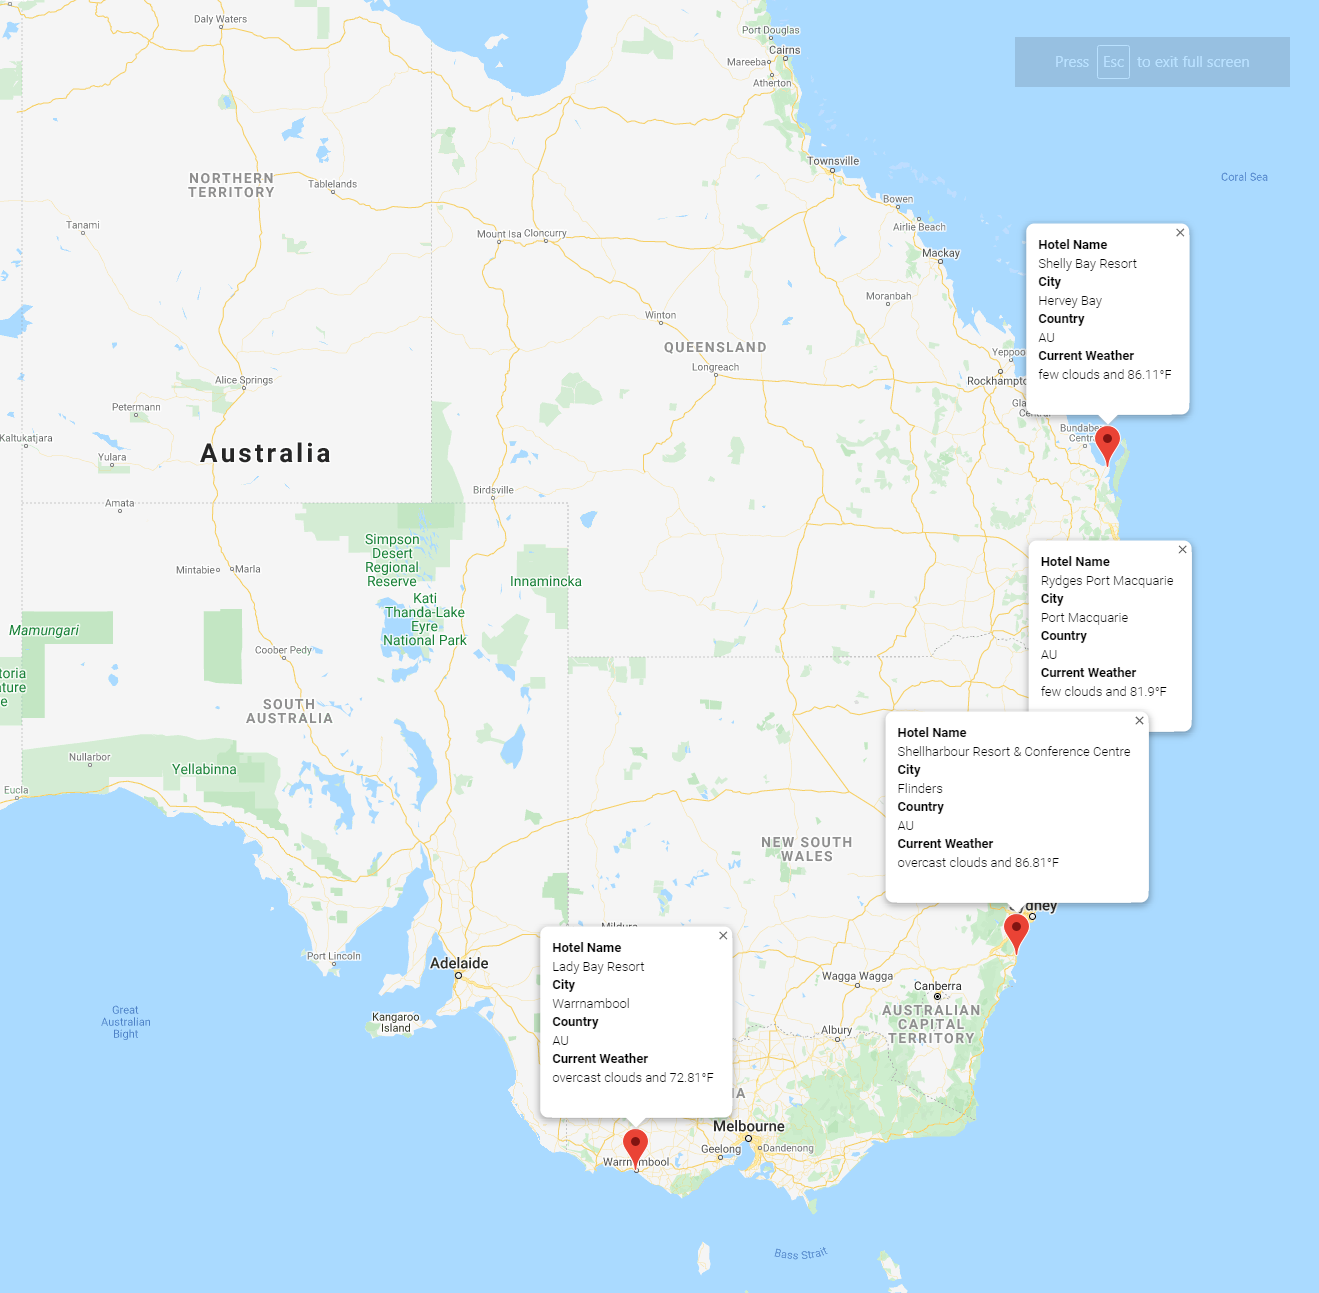 Daly Waters
Port Douglas
Cairns
Mareeba
Atherton
Press Esc to exit full screen
Townsville
Coral Sea
NORTHERN
TERRITORY
Tablelands
Bowen
Airlie Beach
Tanami
Mount Isa
Cloncurry
Mackay
Hotel Name
Shelly Bay Resort
City
Hervey Bay
Country
AU
Current Weather
few clouds and 86.11°F
Moranbah
Winton
QUEENSLAND
Longreach
Yeppoo
Rockhampto
Gla
Central
Alice Springs
Petermann
Bundabe
Centr
Kaltukatjara
Yulara
Australia
Amata
Birdsville
Simpson
Desert
Regional
Reserve
Mintabie
Marla
Innamincka
Kati
Thanda-Lake
Eyre
National Park
Hotel Name
Rydges Port Macquarie
City
Port Macquarie
Country
AU
Current Weather
few clouds and 81.9°F
Mamungari
Coober Pedy
toria
ature
e
SOUTH
AUSTRALIA
Nullarbor
Yellabinna
Eucla
Hotel Name
Shellharbour Resort & Conference Centre
City
Flinders
Country
AU
Current Weather
overcast clouds and 86.81°F
NEW SOUTH
WALES
Sydney
Mildura
Hotel Name
Lady Bay Resort
City
Warrnambool
Country
AU
Current Weather
overcast clouds and 72.81°F
Port Lincoln
Adelaide
Wagga Wagga
Canberra
AUSTRALIAN
CAPITAL
TERRITORY
Great
Australian
Bight
Kangaroo
Island
Albury
IA
Melbourne
Geelong
Dandenong
Warrnambool
Bass Strait